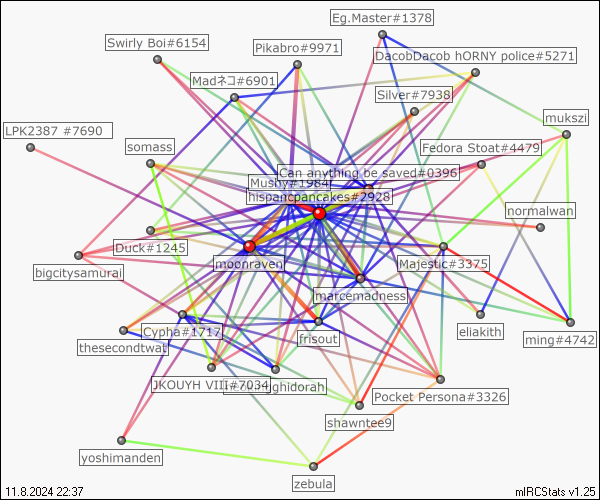 Eg.Master#1378
Swirly Boi#6154
Pikabro#9971
DacobDacob hORNY police#5271
Madネコ#6901
Silver#7938
mukszi
LPK2387 #7690
somass
Fedora Stoat#4479
Can anything be saved#0396
Mushy#1984
hispanicpancakes#2928
normalwan
Duck#1245
moonraven
Majestic#3375
bigcitysamurai
marcemadness
Cypha#1717
frisout
eliakith
ming#4742
thesecondtwat
JKOUYH VIII#7034
ghidorah
Pocket Persona#3326
shawntee9
yoshimanden
zebula
11.8.2024 22:37
mIRCStats v1.25